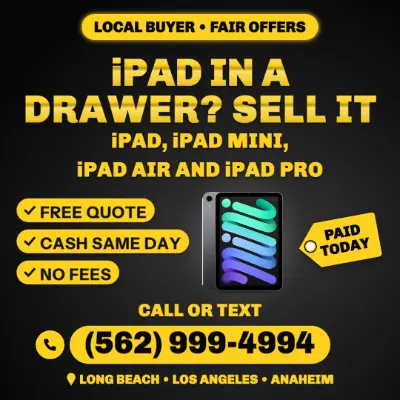 LOCAL BUYER • FAIR OFFERS
iPAD IN A
DRAWER? SELL IT
iPAD, iPAD MINI,
iPAD AIR AND iPAD PRO
FREE QUOTE
CASH SAME DAY
NO FEES
PAID
TODAY
CALL OR TEXT
(562) 999-4994
LONG BEACH • LOS ANGELES • ANAHEIM